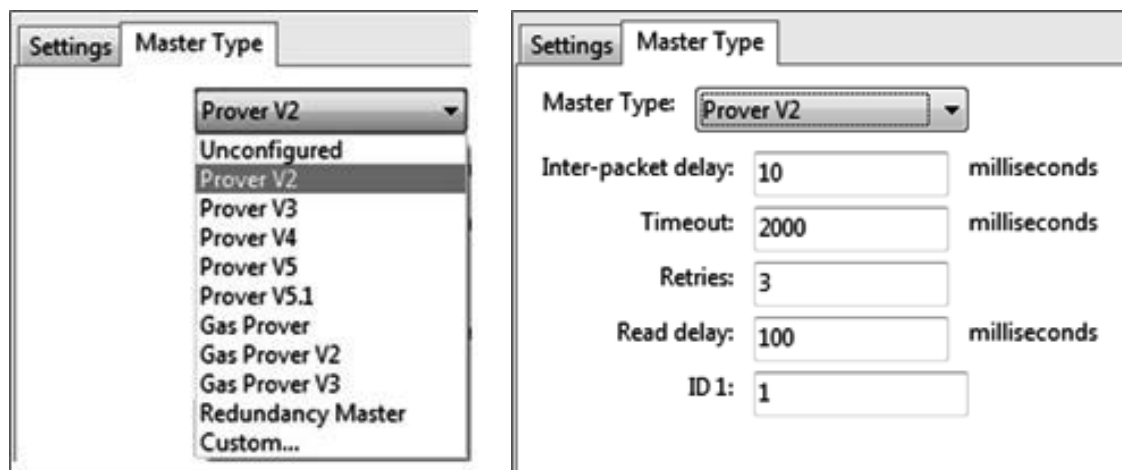 Settings Master Type
Prover V2
Unconfigured
Prover V2
Prover V3
Prover V4
Prover V5
Prover V5.1
Gas Prover
Gas Prover V2
Gas Prover V3
Redundancy Master
Custom...
Settings Master Type
Master Type: Prover V2
Inter-packet delay: 10 milliseconds
Timeout: 2000 milliseconds
Retries: 3
Read delay: 100 milliseconds
ID 1: 1